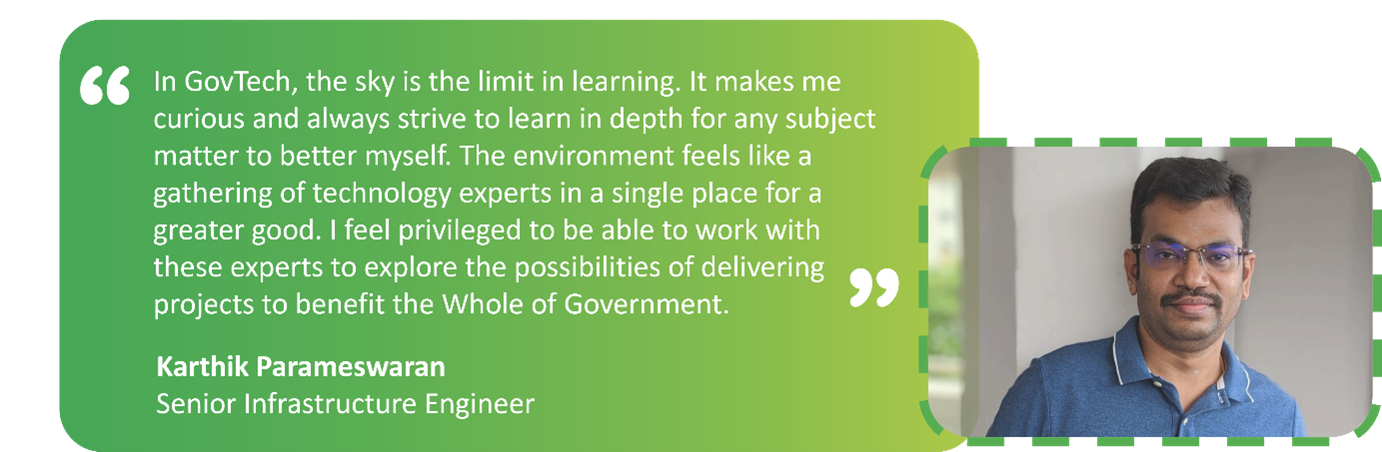 “ In GovTech, the sky is the limit in learning. It makes me
curious and always strive to learn in depth for any subject
matter to better myself. The environment feels like a
gathering of technology experts in a single place for a
greater good. I feel privileged to be able to work with
these experts to explore the possibilities of delivering
projects to benefit the Whole of Government. ”
Karthik Parameswaran
Senior Infrastructure Engineer